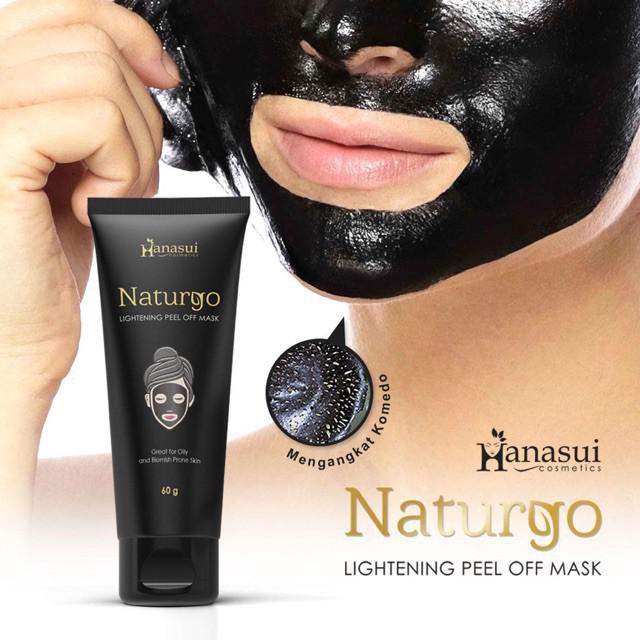 Hanasui
cosmetics
Naturgo
LIGHTENING PEEL OFF MASK
Great for Oily
and Blemish Prone Skin
60 g
Mengangkat Komedo
Hanasui
cosmetics
Naturgo
LIGHTENING PEEL OFF MASK